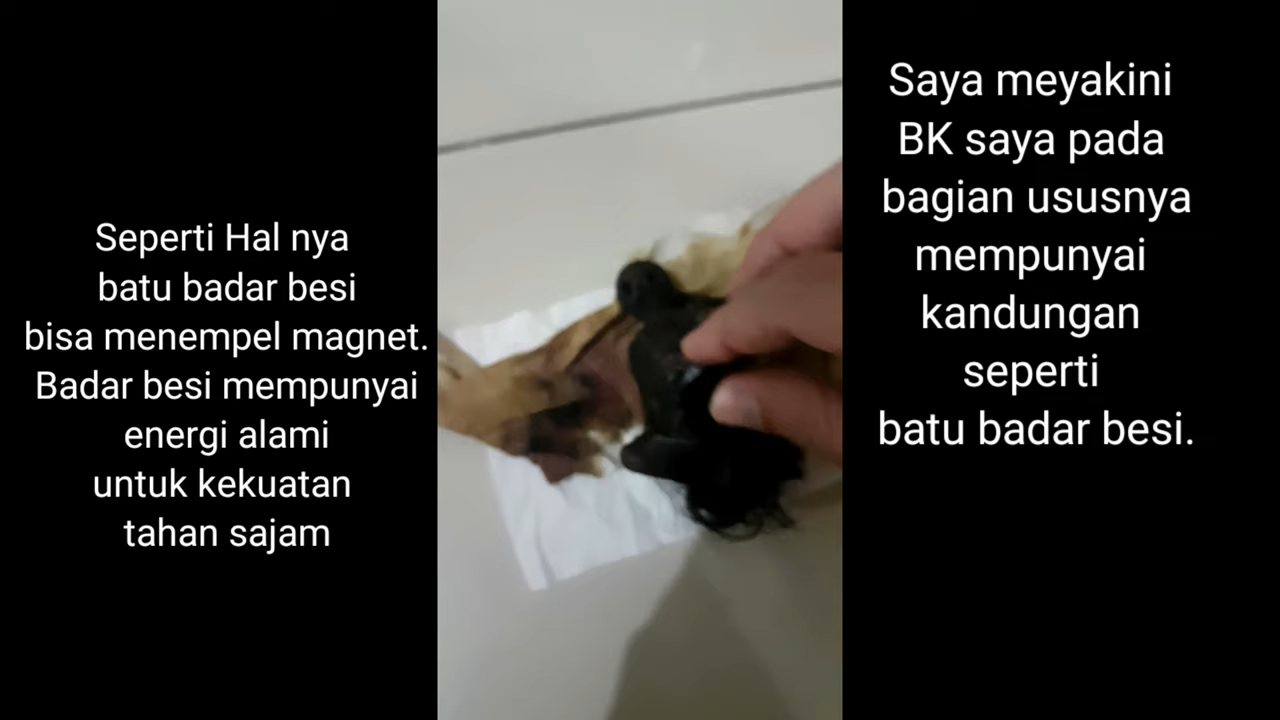 Seperti Hal nya
batu badar besi
bisa menempel magnet.
Badar besi mempunyai
energi alami
untuk kekuatan
tahan sajam
Saya meyakini
BK saya pada
bagian ususnya
mempunyai
kandungan
seperti
batu badar besi.